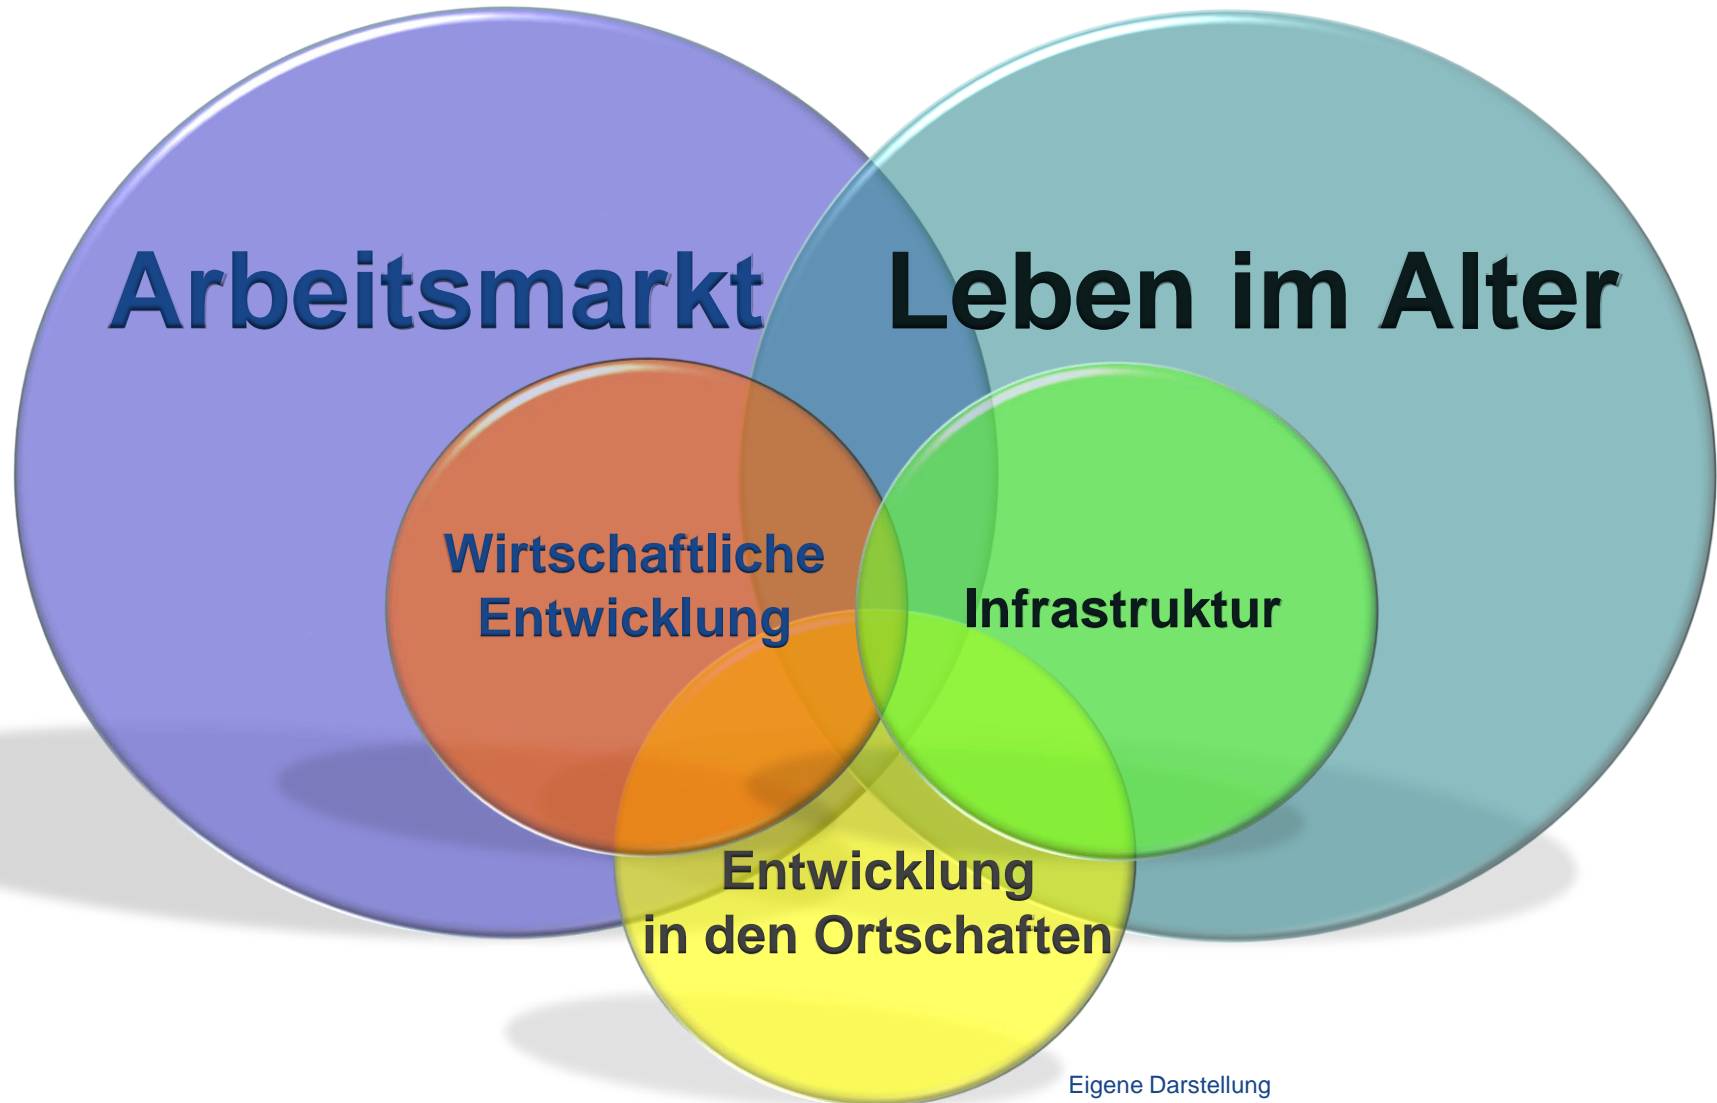 Arbeitsmarkt
Leben im Alter
Wirtschaftliche
Entwicklung
Infrastruktur
Entwicklung
in den Ortschaften
Eigene Darstellung